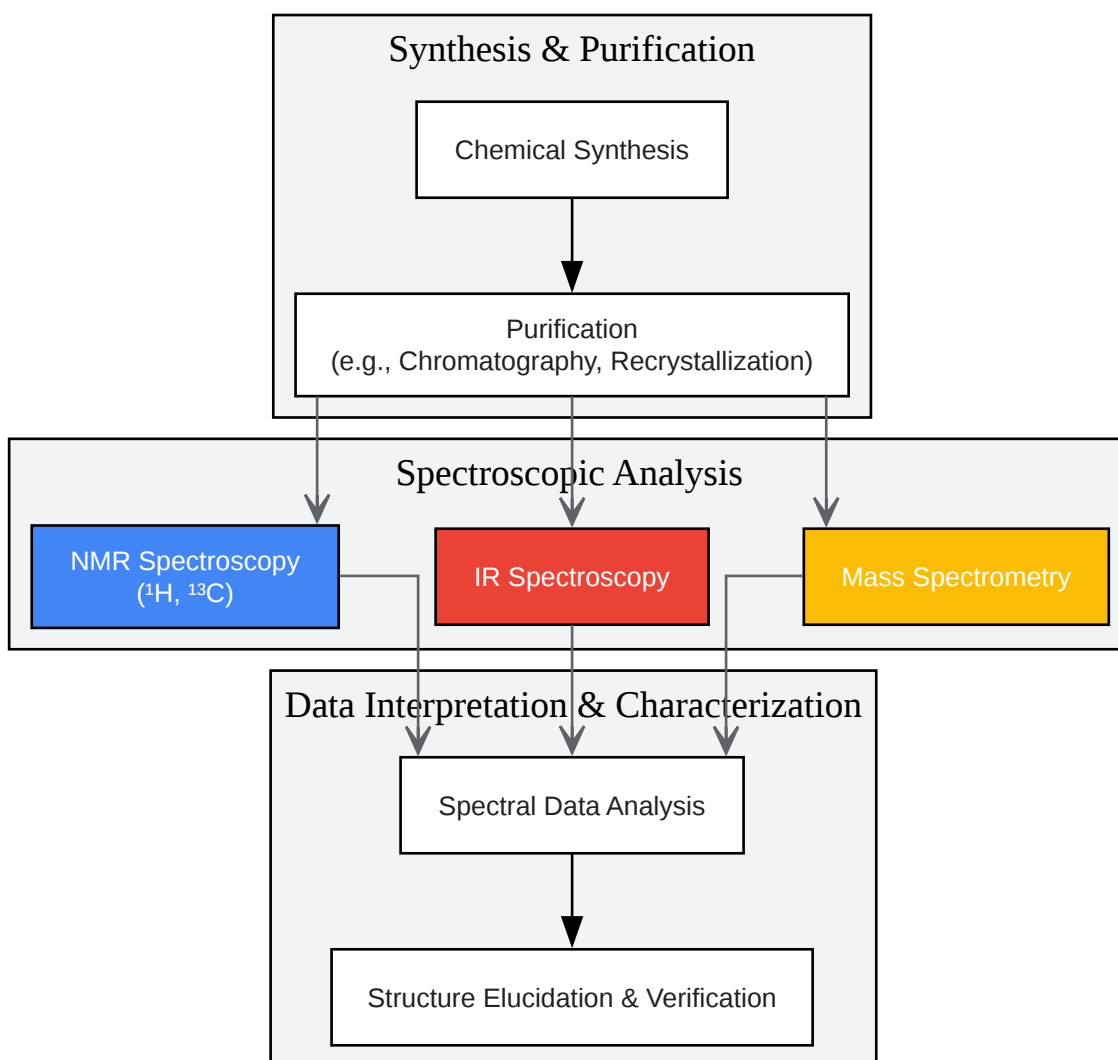 Synthesis & Purification
Chemical Synthesis
Purification
(e.g., Chromatography, Recrystallization)
Spectroscopic Analysis
NMR Spectroscopy
(¹H, ¹³C)
IR Spectroscopy
Mass Spectrometry
Data Interpretation & Characterization
Spectral Data Analysis
Structure Elucidation & Verification